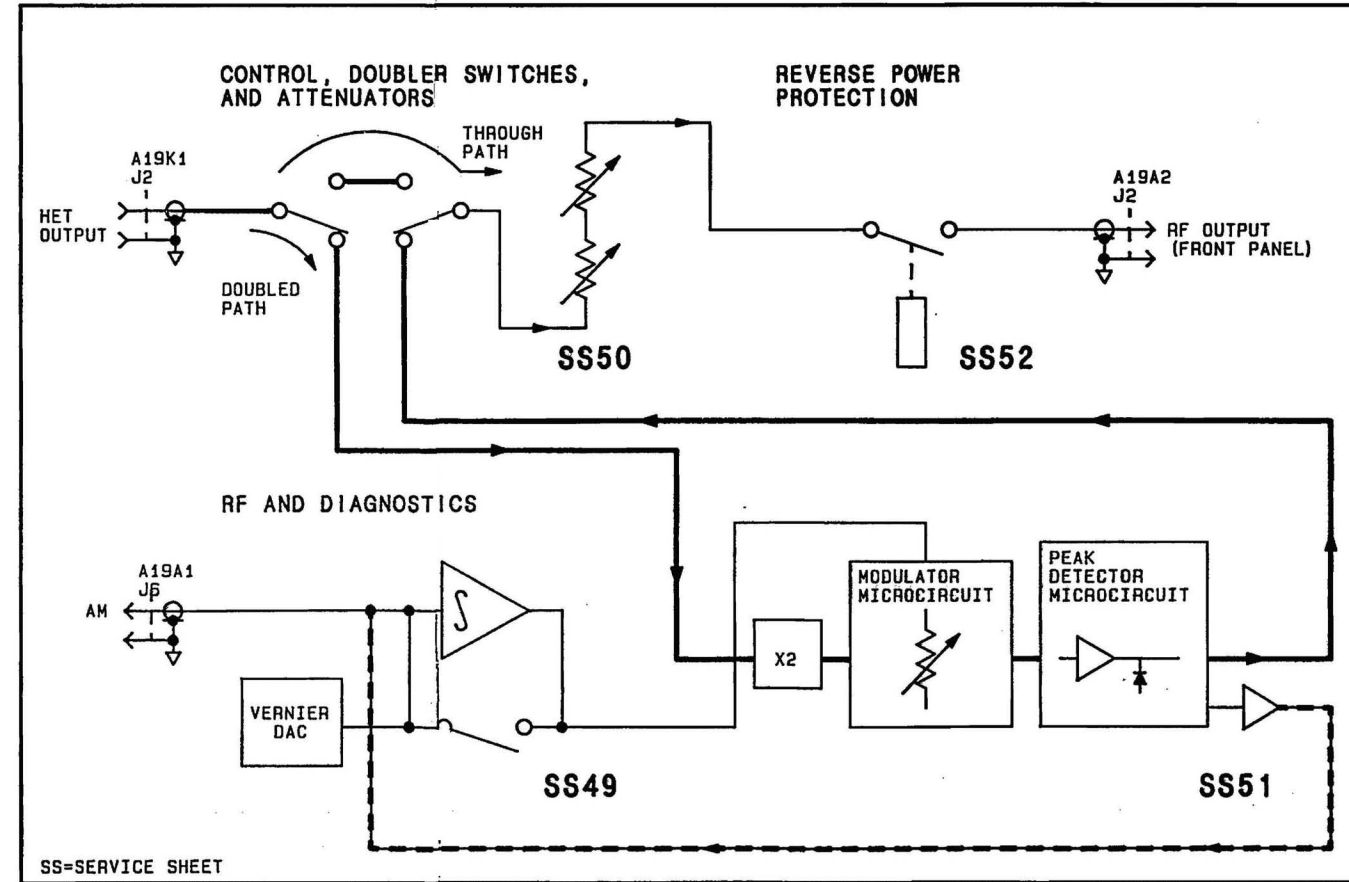 CONTROL, DOUBLER SWITCHES,
AND ATTENUATORS
REVERSE POWER
PROTECTION
THROUGH
PATH
A19K1
J2
HET
OUTPUT
DOUBLED
PATH
A19A2
J2
RF OUTPUT
(FRONT PANEL)
SS50
SS52
RF AND DIAGNOSTICS
A19A1
J6
AM
∫
VERNIER
DAC
SS49
X2
MODULATOR
MICROCIRCUIT
PEAK
DETECTOR
MICROCIRCUIT
SS51
SS=SERVICE SHEET